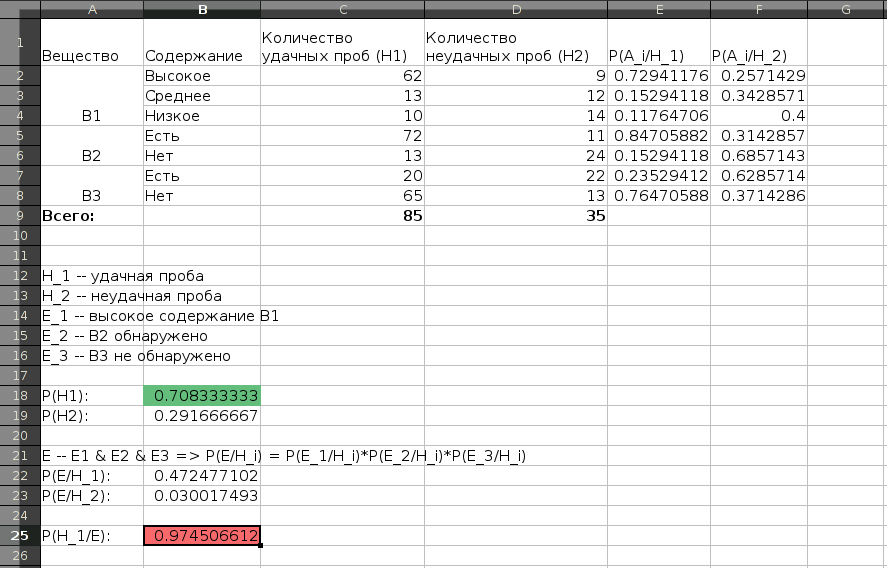 A B C D E F G
1 Вещество Содержание Количество удачных проб (H1) Количество неудачных проб (H2) P(A_i/H_1) P(A_i/H_2)
2 Высокое 62 9 0.72941176 0.2571429
3 Среднее 13 12 0.15294118 0.3428571
4 В1 Низкое 10 14 0.11764706 0.4
5 Есть 72 11 0.84705882 0.3142857
6 В2 Нет 13 24 0.15294118 0.6857143
7 Есть 20 22 0.23529412 0.6285714
8 В3 Нет 65 13 0.76470588 0.3714286
9 Всего: 85 35
10
11
12 H_1 -- удачная проба
13 H_2 -- неудачная проба
14 E_1 -- высокое содержание В1
15 E_2 -- В2 обнаружено
16 E_3 -- В3 не обнаружено
17
18 P(H1): 0.708333333
19 P(H2): 0.291666667
20
21 E -- E1 & E2 & E3 => P(E/H_i) = P(E_1/H_i)*P(E_2/H_i)*P(E_3/H_i)
22 P(E/H_1): 0.472477102
23 P(E/H_2): 0.030017493
24
25 P(H_1/E): 0.974506612
26